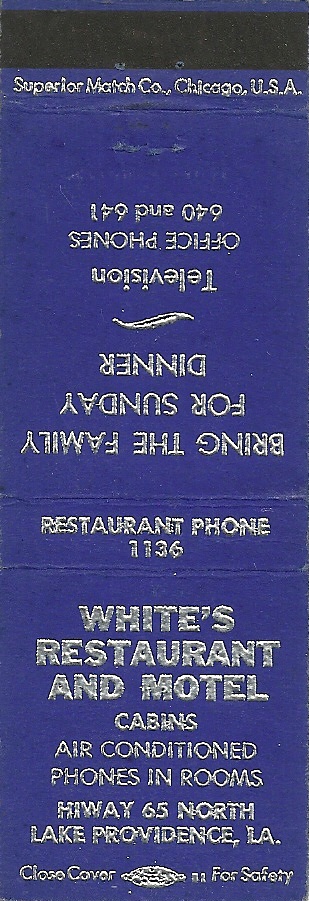 Superior Match Co., Chicago, U.S.A.
BRING THE FAMILY
FOR SUNDAY
DINNER
Television
OFFICE PHONES
640 and 641
RESTAURANT PHONE
1136
WHITE'S
RESTAURANT
AND MOTEL
CABINS
AIR CONDITIONED
PHONES IN ROOMS
HIWAY 65 NORTH
LAKE PROVIDENCE, LA.
Close Cover For Safety